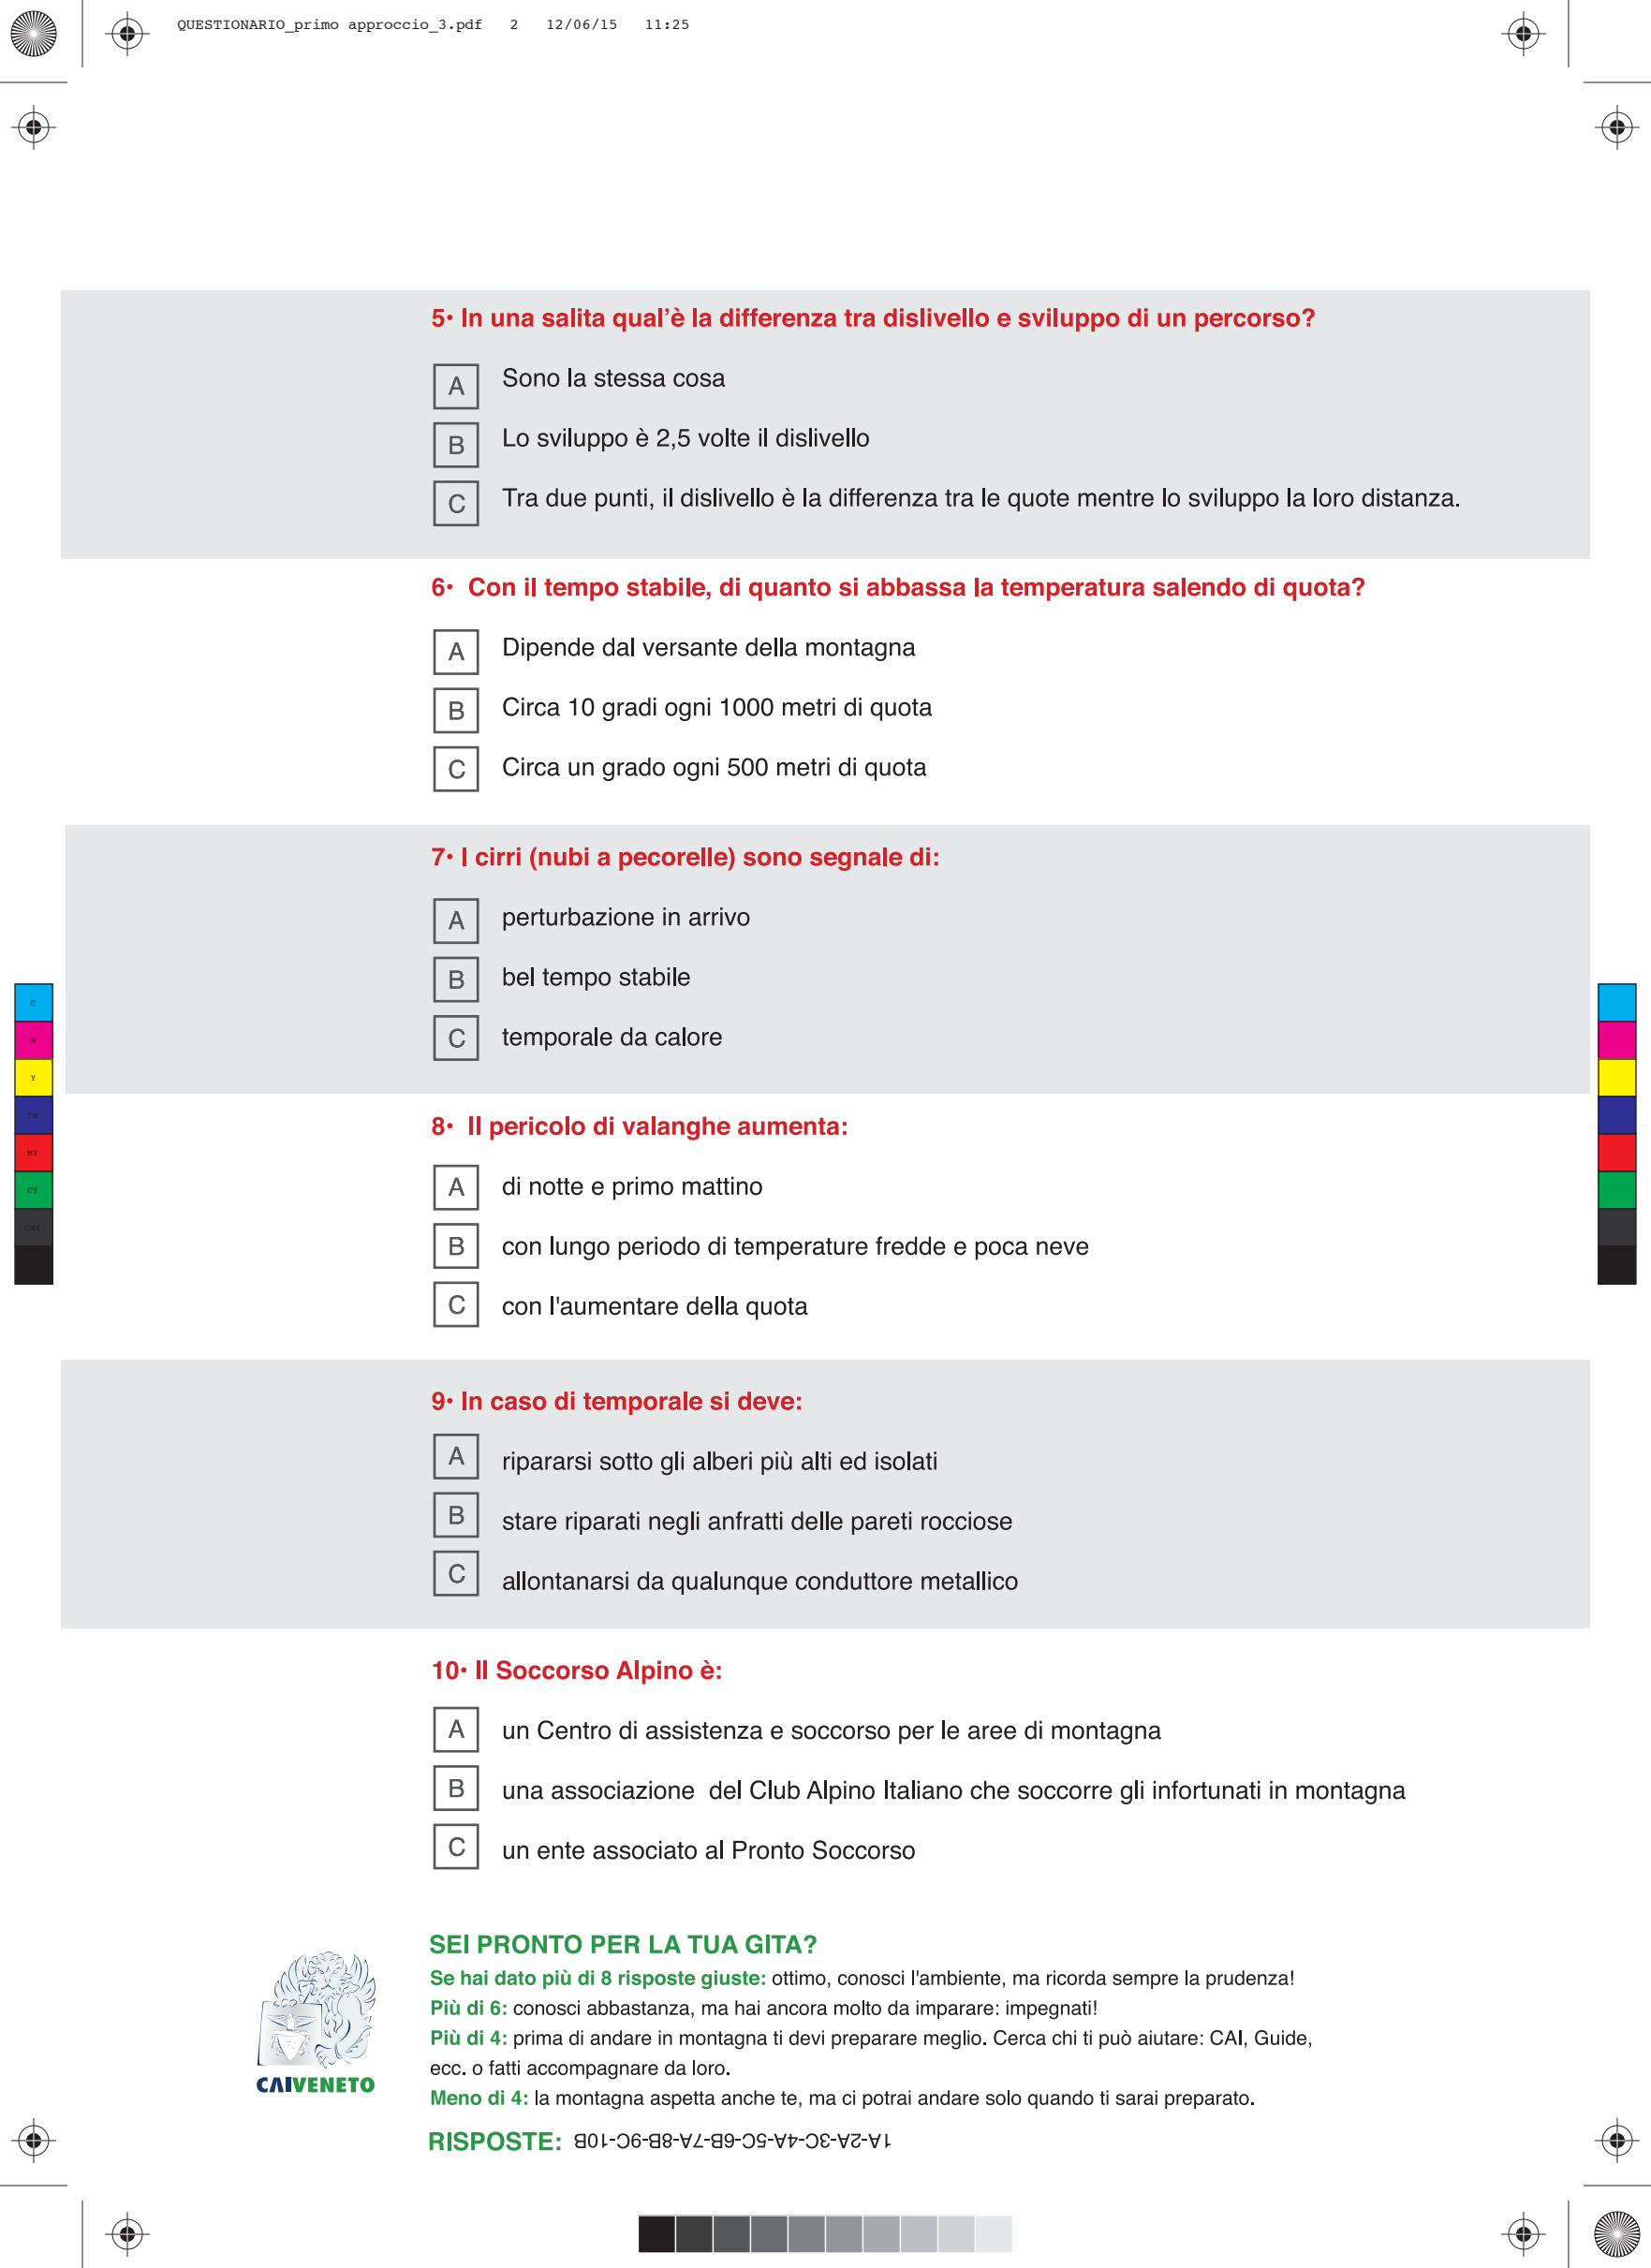 QUESTIONARIO_primo approccio_3.pdf 2 12/06/15 11:25
5• In una salita qual’è la differenza tra dislivello e sviluppo di un percorso?
A Sono la stessa cosa
B Lo sviluppo è 2,5 volte il dislivello
C Tra due punti, il dislivello è la differenza tra le quote mentre lo sviluppo la loro distanza.
6• Con il tempo stabile, di quanto si abbassa la temperatura salendo di quota?
A Dipende dal versante della montagna
B Circa 10 gradi ogni 1000 metri di quota
C Circa un grado ogni 500 metri di quota
7• I cirri (nubi a pecorelle) sono segnale di:
A perturbazione in arrivo
B bel tempo stabile
C temporale da calore
8• Il pericolo di valanghe aumenta:
A di notte e primo mattino
B con lungo periodo di temperature fredde e poca neve
C con l'aumentare della quota
9• In caso di temporale si deve:
A ripararsi sotto gli alberi più alti ed isolati
B stare riparati negli anfratti delle pareti rocciose
C allontanarsi da qualunque conduttore metallico
10• Il Soccorso Alpino è:
A un Centro di assistenza e soccorso per le aree di montagna
B una associazione del Club Alpino Italiano che soccorre gli infortunati in montagna
C un ente associato al Pronto Soccorso
SEI PRONTO PER LA TUA GITA?
Se hai dato più di 8 risposte giuste: ottimo, conosci l'ambiente, ma ricorda sempre la prudenza!
Più di 6: conosci abbastanza, ma hai ancora molto da imparare: impegnati!
Più di 4: prima di andare in montagna ti devi preparare meglio. Cerca chi ti può aiutare: CAI, Guide,
ecc. o fatti accompagnare da loro.
Meno di 4: la montagna aspetta anche te, ma ci potrai andare solo quando ti sarai preparato.
RISPOSTE: 1A-2A-3C-4A-5C-6B-7A-8B-9C-10B
CAIVENETO
C
M
Y
CM
MY
CY
CMY